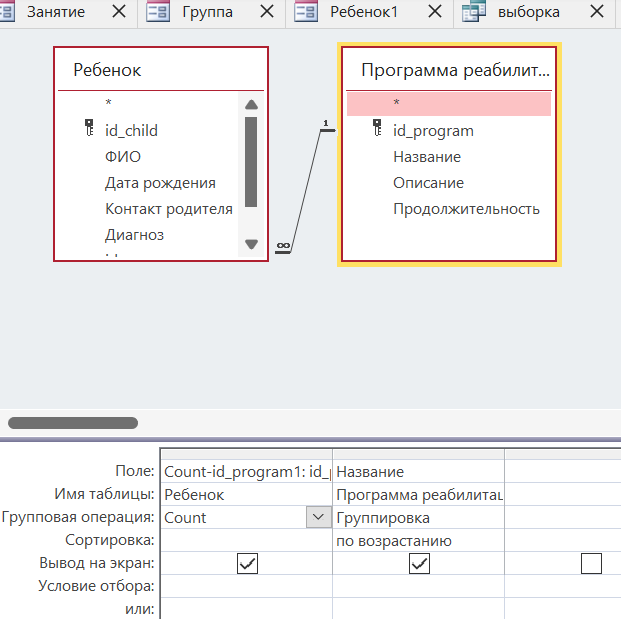 Занятие Группа Ребенок1 выборка
Ребенок
*
id_child
ФИО
Дата рождения
Контакт родителя
Диагноз
∞
1
Программа реабилит...
*
id_program
Название
Описание
Продолжительность
Поле: Count-id_program1: id_ Название
Имя таблицы: Ребенок Программа реабилитац
Групповая операция: Count Группировка
Сортировка: по возрастанию
Вывод на экран:
Условие отбора:
или: